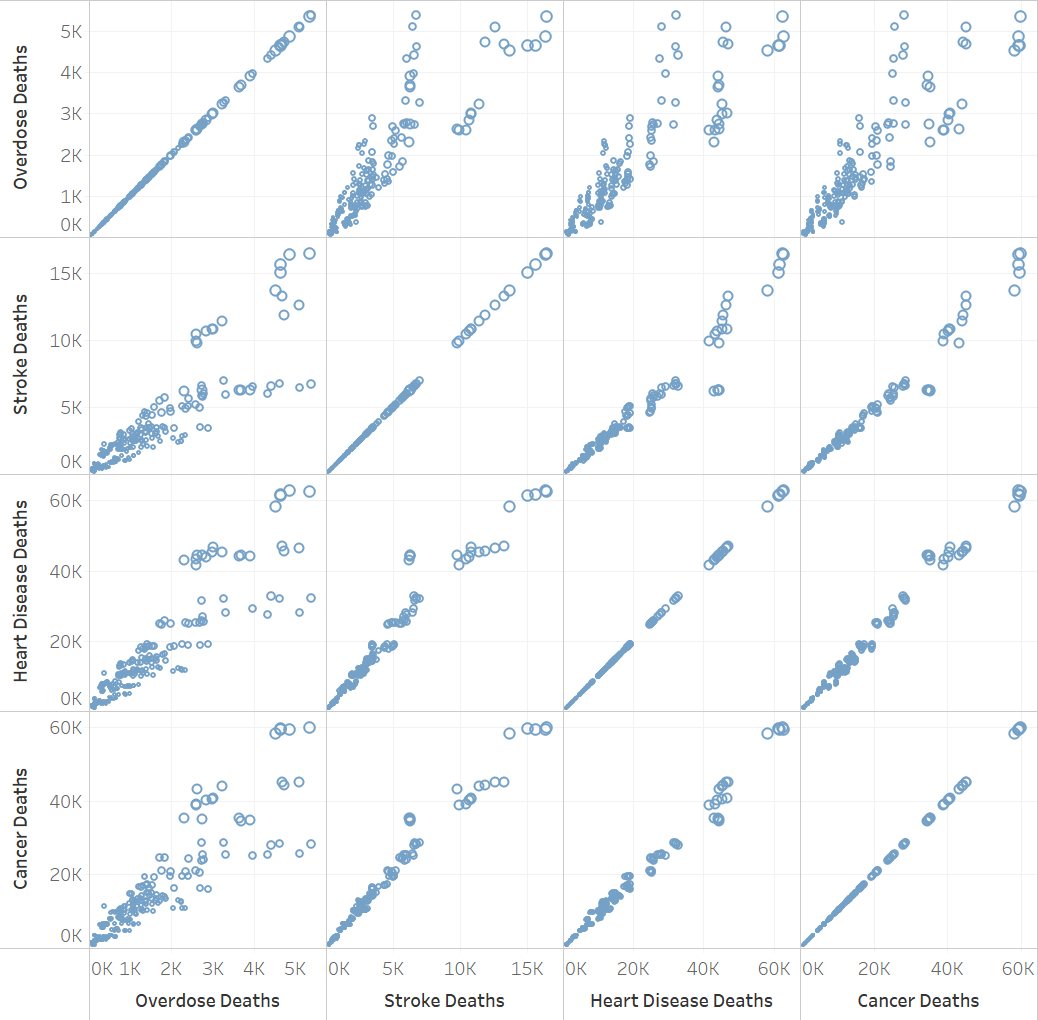 Overdose Deaths
5K
4K
3K
2K
1K
0K
Stroke Deaths
15K
10K
5K
0K
Heart Disease Deaths
60K
40K
20K
0K
Cancer Deaths
60K
40K
20K
0K
0K 1K 2K 3K 4K 5K 0K 5K 10K 15K 0K 20K 40K 60K 0K 20K 40K 60K
Overdose Deaths Stroke Deaths Heart Disease Deaths Cancer Deaths